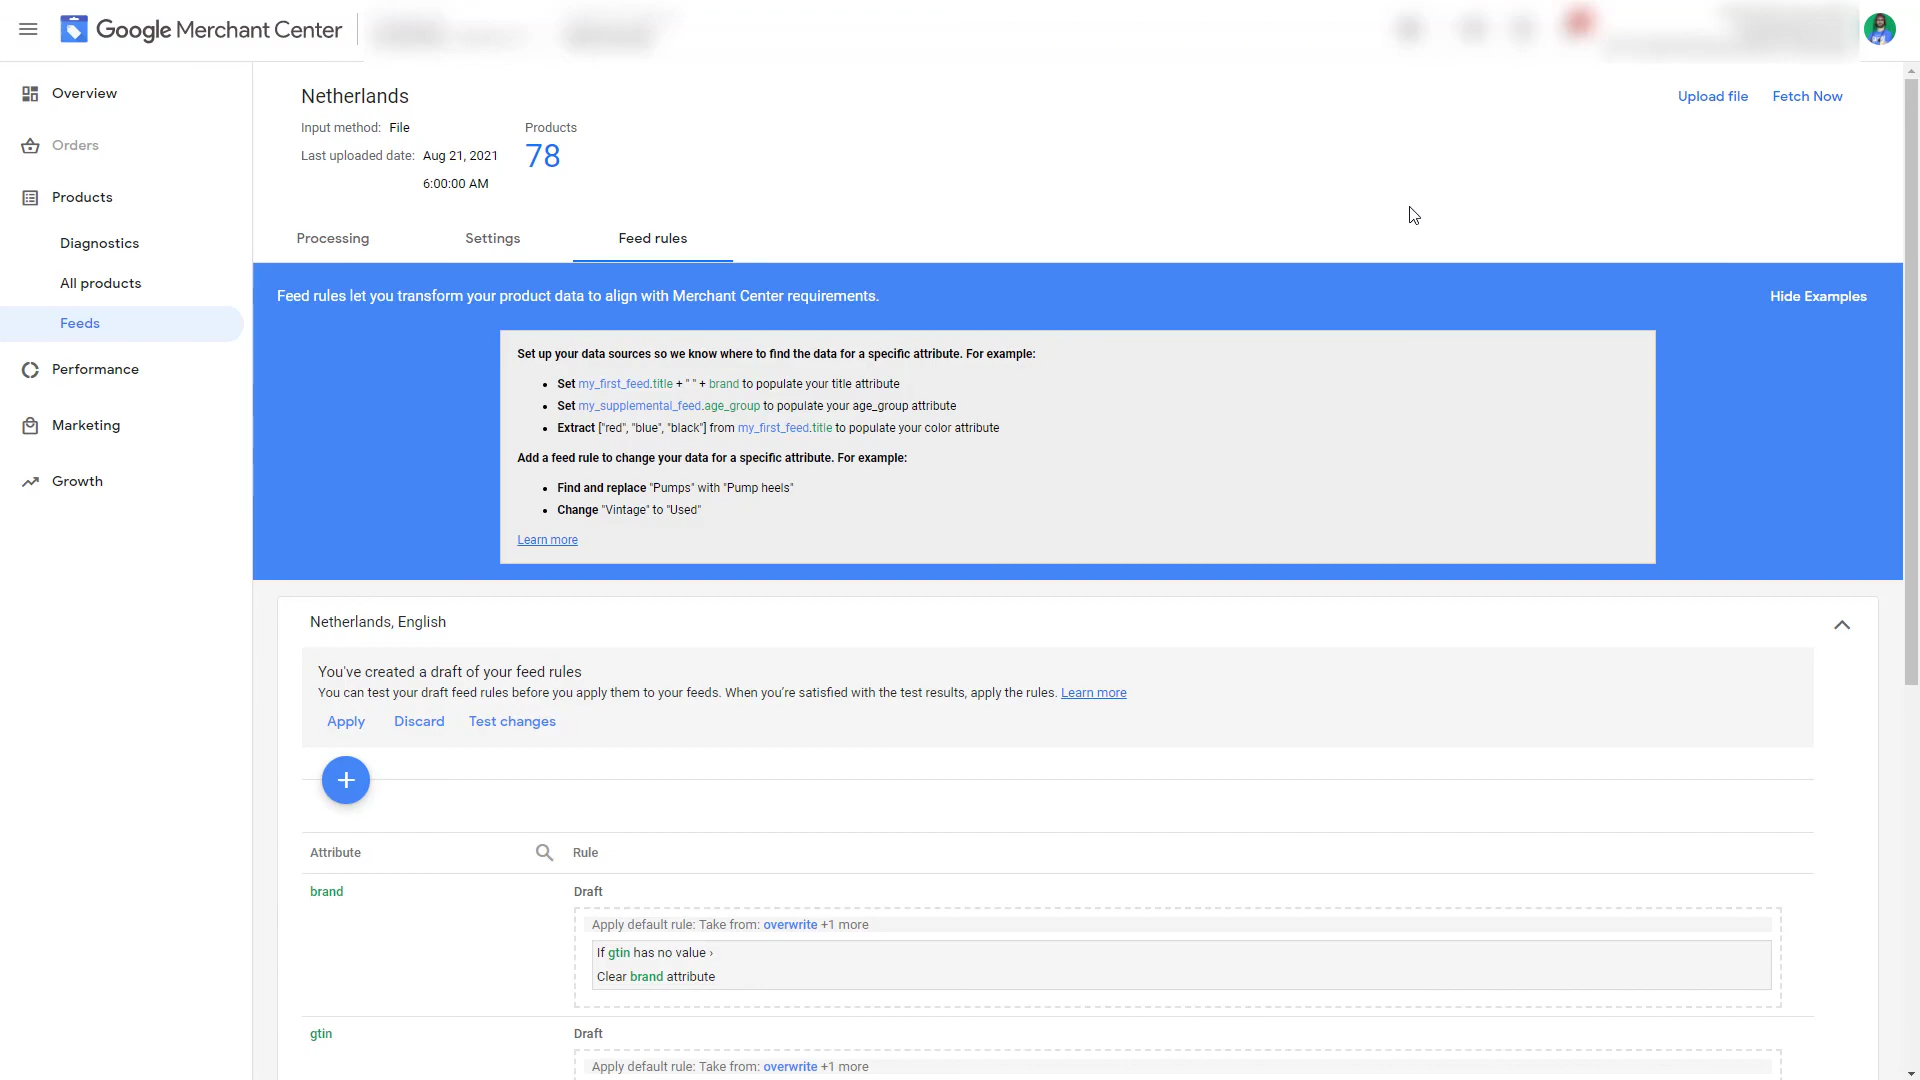 Google Merchant Center
Overview
Orders
Products
Diagnostics
All products
Feeds
Performance
Marketing
Growth
Netherlands
Upload file
Fetch Now
Input method: File
Products
Last uploaded date: Aug 21, 2021
78
6:00:00 AM
Processing
Settings
Feed rules
Feed rules let you transform your product data to align with Merchant Center requirements.
Hide Examples
Set up your data sources so we know where to find the data for a specific attribute. For example:
• Set my_first_feed.title + " " + brand to populate your title attribute
• Set my_supplemental_feed.age_group to populate your age_group attribute
• Extract ["red", "blue", "black"] from my_first_feed.title to populate your color attribute
Add a feed rule to change your data for a specific attribute. For example:
• Find and replace "Pumps" with "Pump heels"
• Change "Vintage" to "Used"
Learn more
Netherlands, English
You've created a draft of your feed rules
You can test your draft feed rules before you apply them to your feeds. When you're satisfied with the test results, apply the rules. Learn more
Apply
Discard
Test changes
+
Attribute
Rule
brand
Draft
Apply default rule: Take from: overwrite +1 more
If gtin has no value ›
Clear brand attribute
gtin
Draft
Apply default rule: Take from: overwrite +1 more